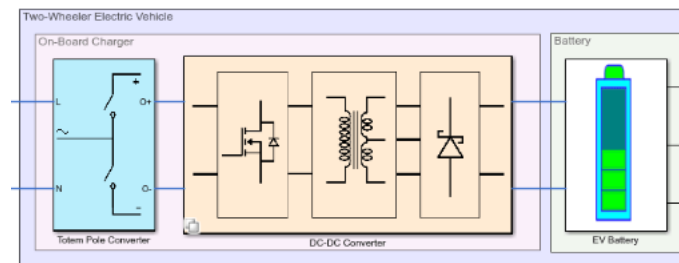 Two-Wheeler Electric Vehicle
On-Board Charger
Battery
+
L
O+
N
O-
-
Totem Pole Converter
DC-DC Converter
EV Battery